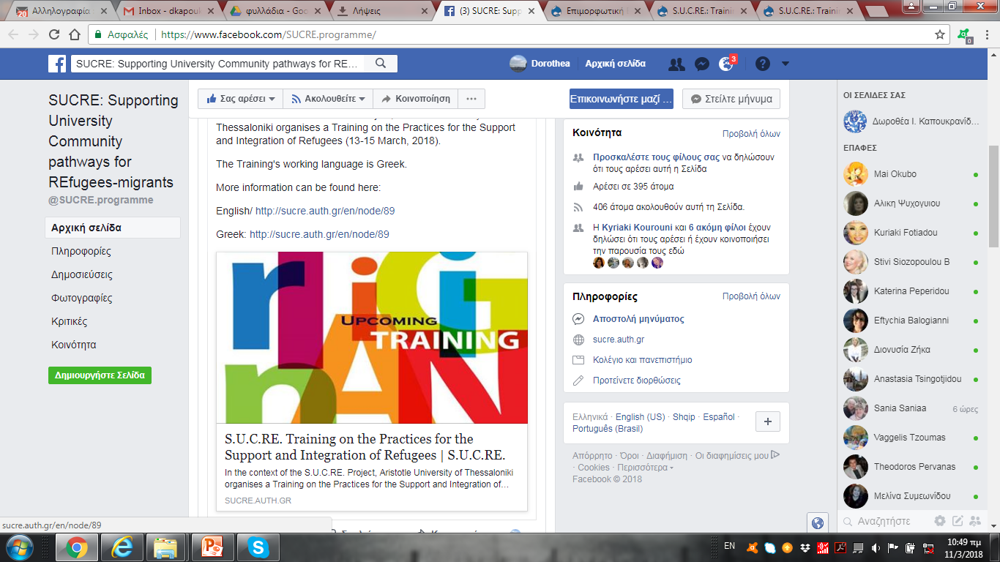 20 Αλληλογραφία
Inbox - dkapouk
φυλλάδια - Goo
Λήψεις
(3) SUCRE: Supp
Επιμορφωτική
S.U.C.RE.: Traini
S.U.C.RE.: Traini
Ασφαλές
https://www.facebook.com/SUCRE.programme/
0
SUCRE: Supporting University Community pathways for RE...
Dorothea
Αρχική σελίδα
3
SUCRE: Supporting
University
Community
pathways for
REfugees-migrants
@SUCRE.programme
Αρχική σελίδα
Πληροφορίες
Δημοσιεύσεις
Φωτογραφίες
Κριτικές
Κοινότητα
Δημιουργήστε Σελίδα
Σας αρέσει
Ακολουθείτε
Κοινοποίηση
Επικοινωνήστε μαζί ...
Στείλτε μήνυμα
Thessaloniki organises a Training on the Practices for the Support
and Integration of Refugees (13-15 March, 2018).
The Training's working language is Greek.
More information can be found here:
English/ http://sucre.auth.gr/en/node/89
Greek: http://sucre.auth.gr/en/node/89
UPCOMING
TRAINING
S.U.C.RE. Training on the Practices for the
Support and Integration of Refugees | S.U.C.RE.
In the context of the S.U.C.RE. Project, Aristotle University of Thessaloniki
organises a Training on the Practices for the Support and Integration of...
SUCRE.AUTH.GR
Κοινότητα
Προβολή όλων
Προσκαλέστε τους φίλους σας να δηλώσουν
ότι τους αρέσει αυτή η Σελίδα
Αρέσει σε 395 άτομα
406 άτομα ακολουθούν αυτή τη Σελίδα.
Η Kyriaki Kourouni και 6 ακόμη φίλοι έχουν
δηλώσει ότι τους αρέσει ή έχουν κοινοποιήσει
την παρουσία τους εδώ
Πληροφορίες
Προβολή όλων
Αποστολή μηνύματος
sucre.auth.gr
Κολέγιο και πανεπιστήμιο
Προτείνετε διορθώσεις
Ελληνικά · English (US) · Shqip · Español ·
Português (Brasil)
Απόρρητο · Όροι · Διαφήμιση · Οι διαφημίσεις μου
· Cookies · Περισσότερα
Facebook © 2018
ΟΙ ΣΕΛΙΔΕΣ ΣΑΣ
Δωροθέα Ι. Καπουκρανίδ...
ΕΠΑΦΕΣ
Mai Okubo
Αλικη Ψυχογυιου
Kuriaki Fotiadou
Stivi Siozopoulou B
Katerina Peperidou
Eftychia Balogianni
Διονυσία Ζήκα
Anastasia Tsingotjidou
Sania Saniaa
6 ώρες
Vaggelis Tzoumas
Theodoros Pervanas
Μελίνα Συμεωνίδου
Αναζητήστε
sucre.auth.gr/en/node/89
EN
10:49 πμ
11/3/2018